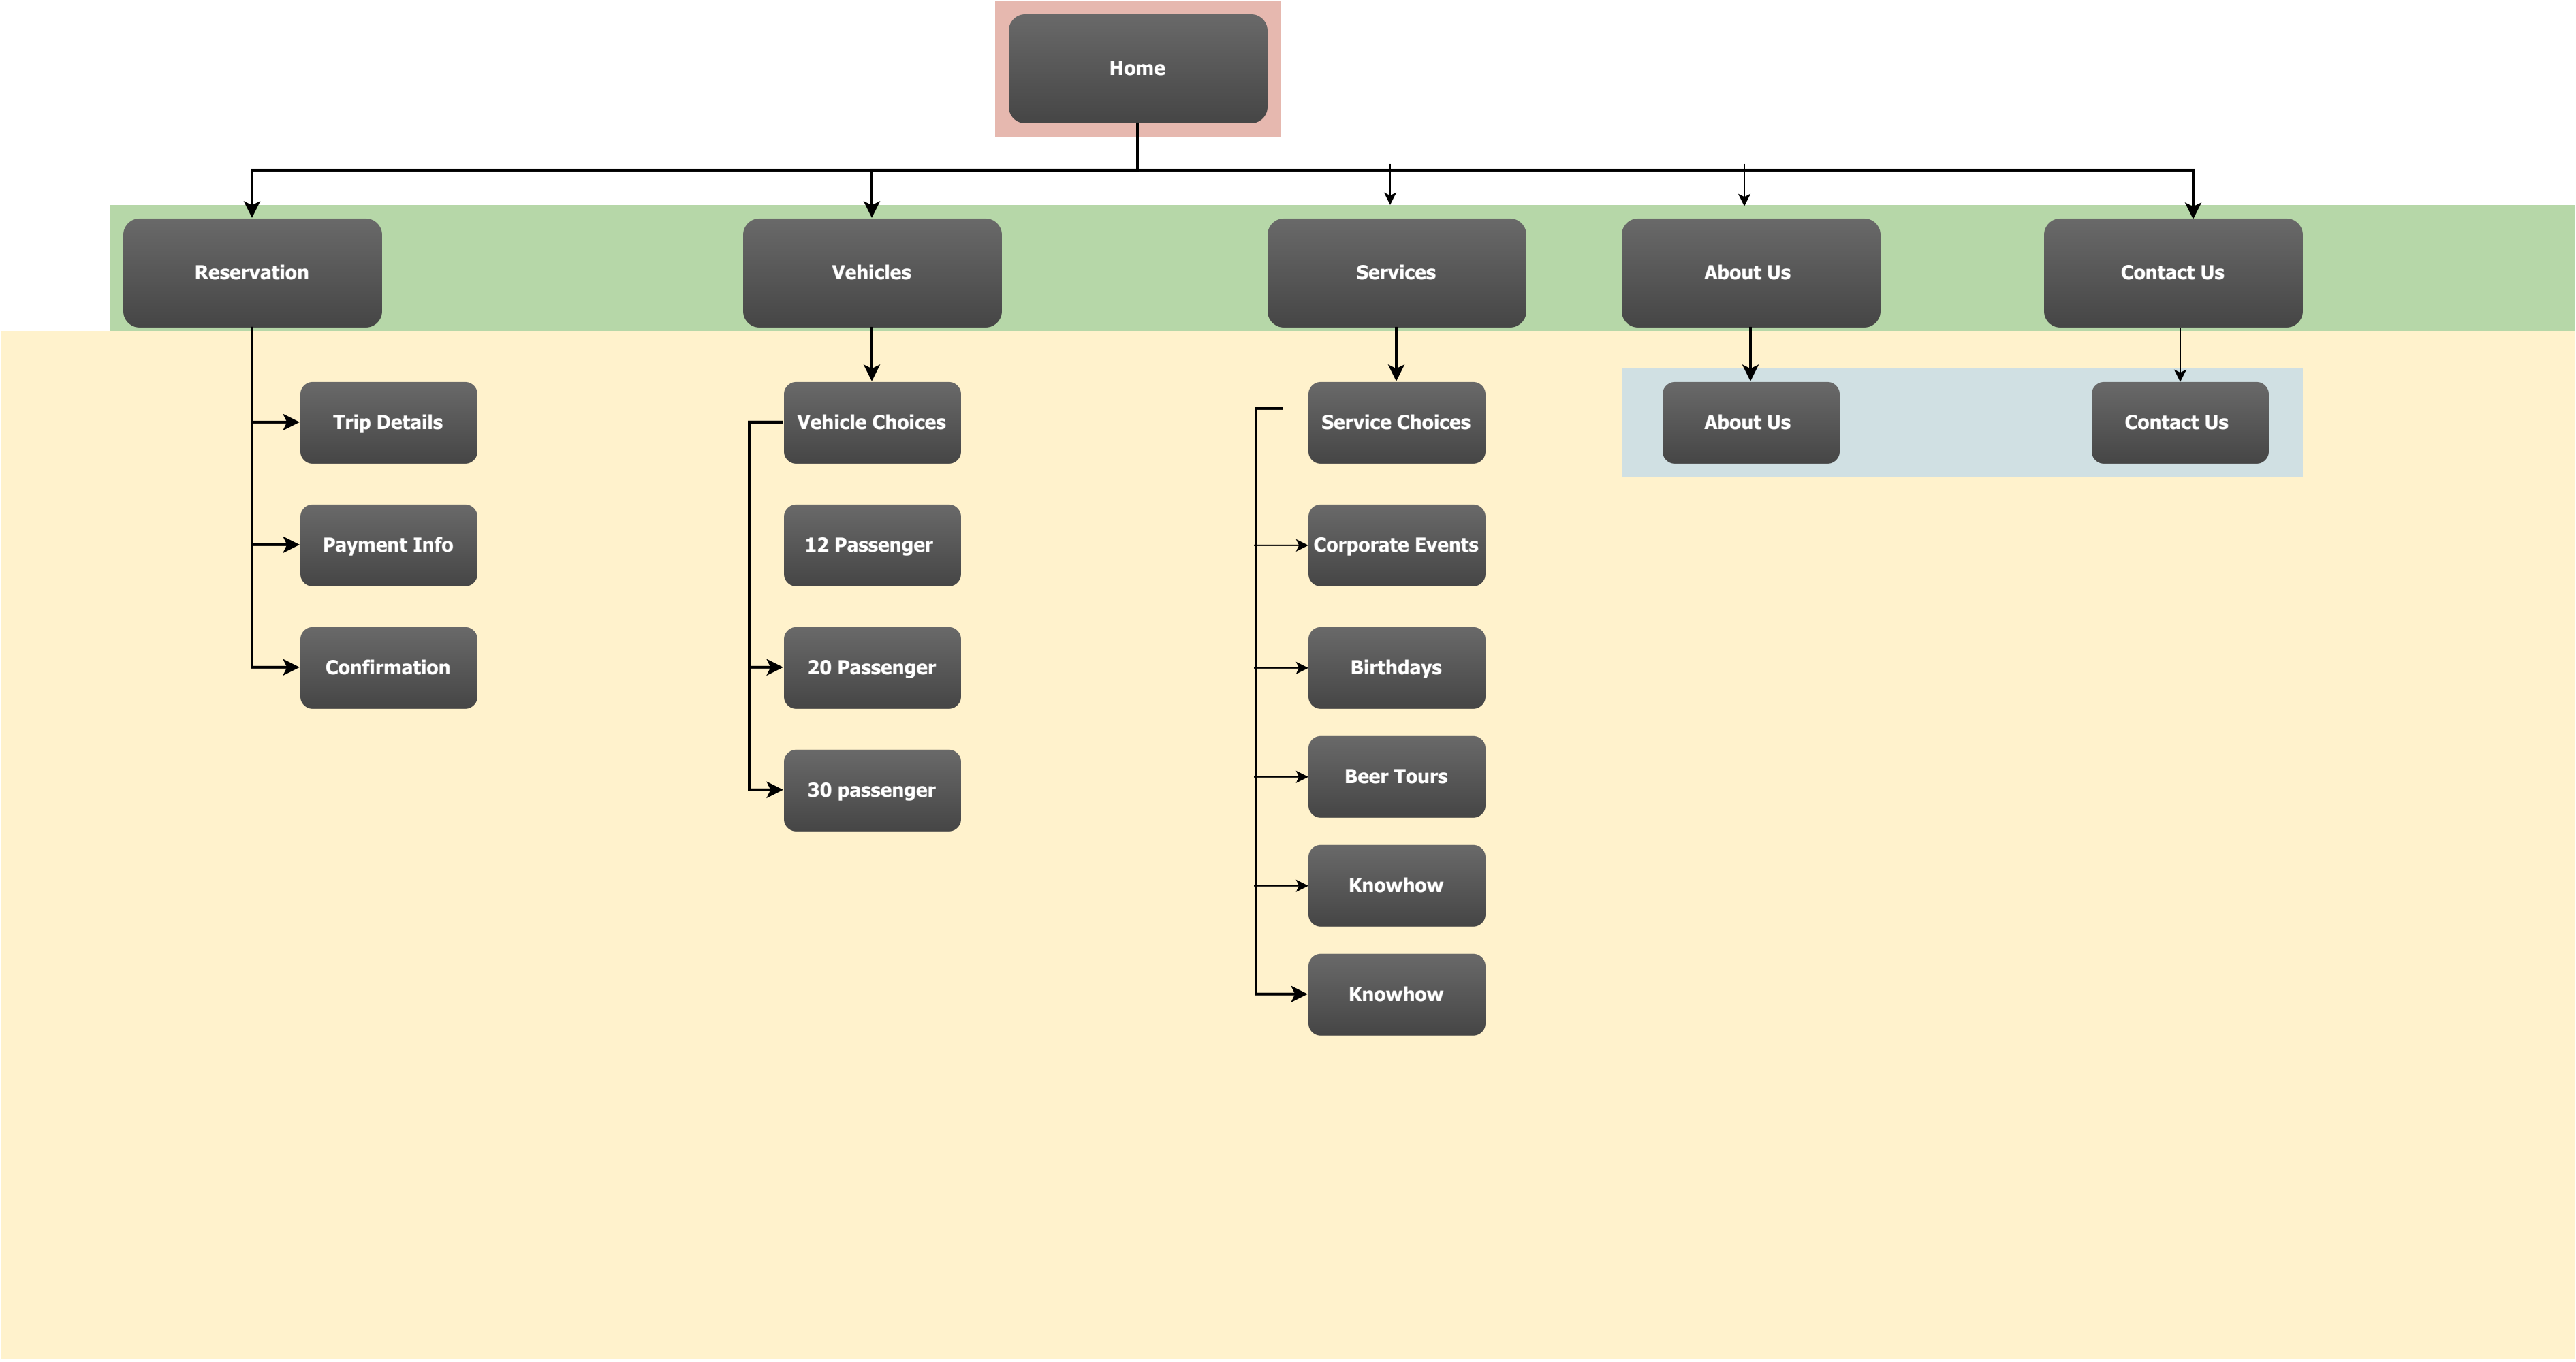 Home
Reservation
Vehicles
Services
About Us
Contact Us
Trip Details
Vehicle Choices
Service Choices
About Us
Contact Us
Payment Info
12 Passenger
Corporate Events
Confirmation
20 Passenger
Birthdays
30 passenger
Beer Tours
Knowhow
Knowhow